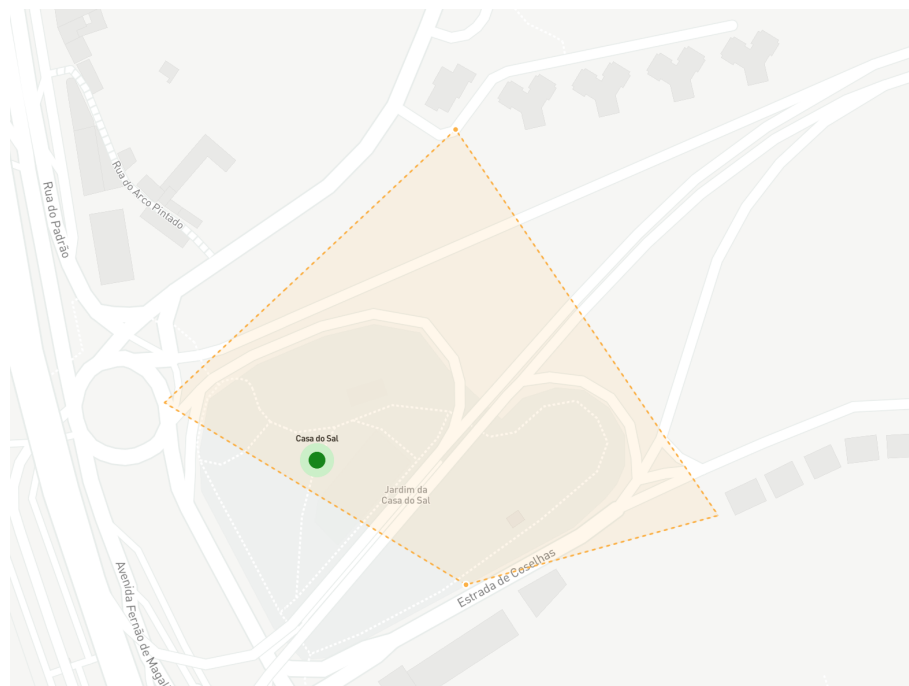 Rua do Arco Pintado
Rua do Padrão
Casa do Sal
Jardim da
Casa do Sal
Estrada de Coselhas
Avenida Fernão de Magal